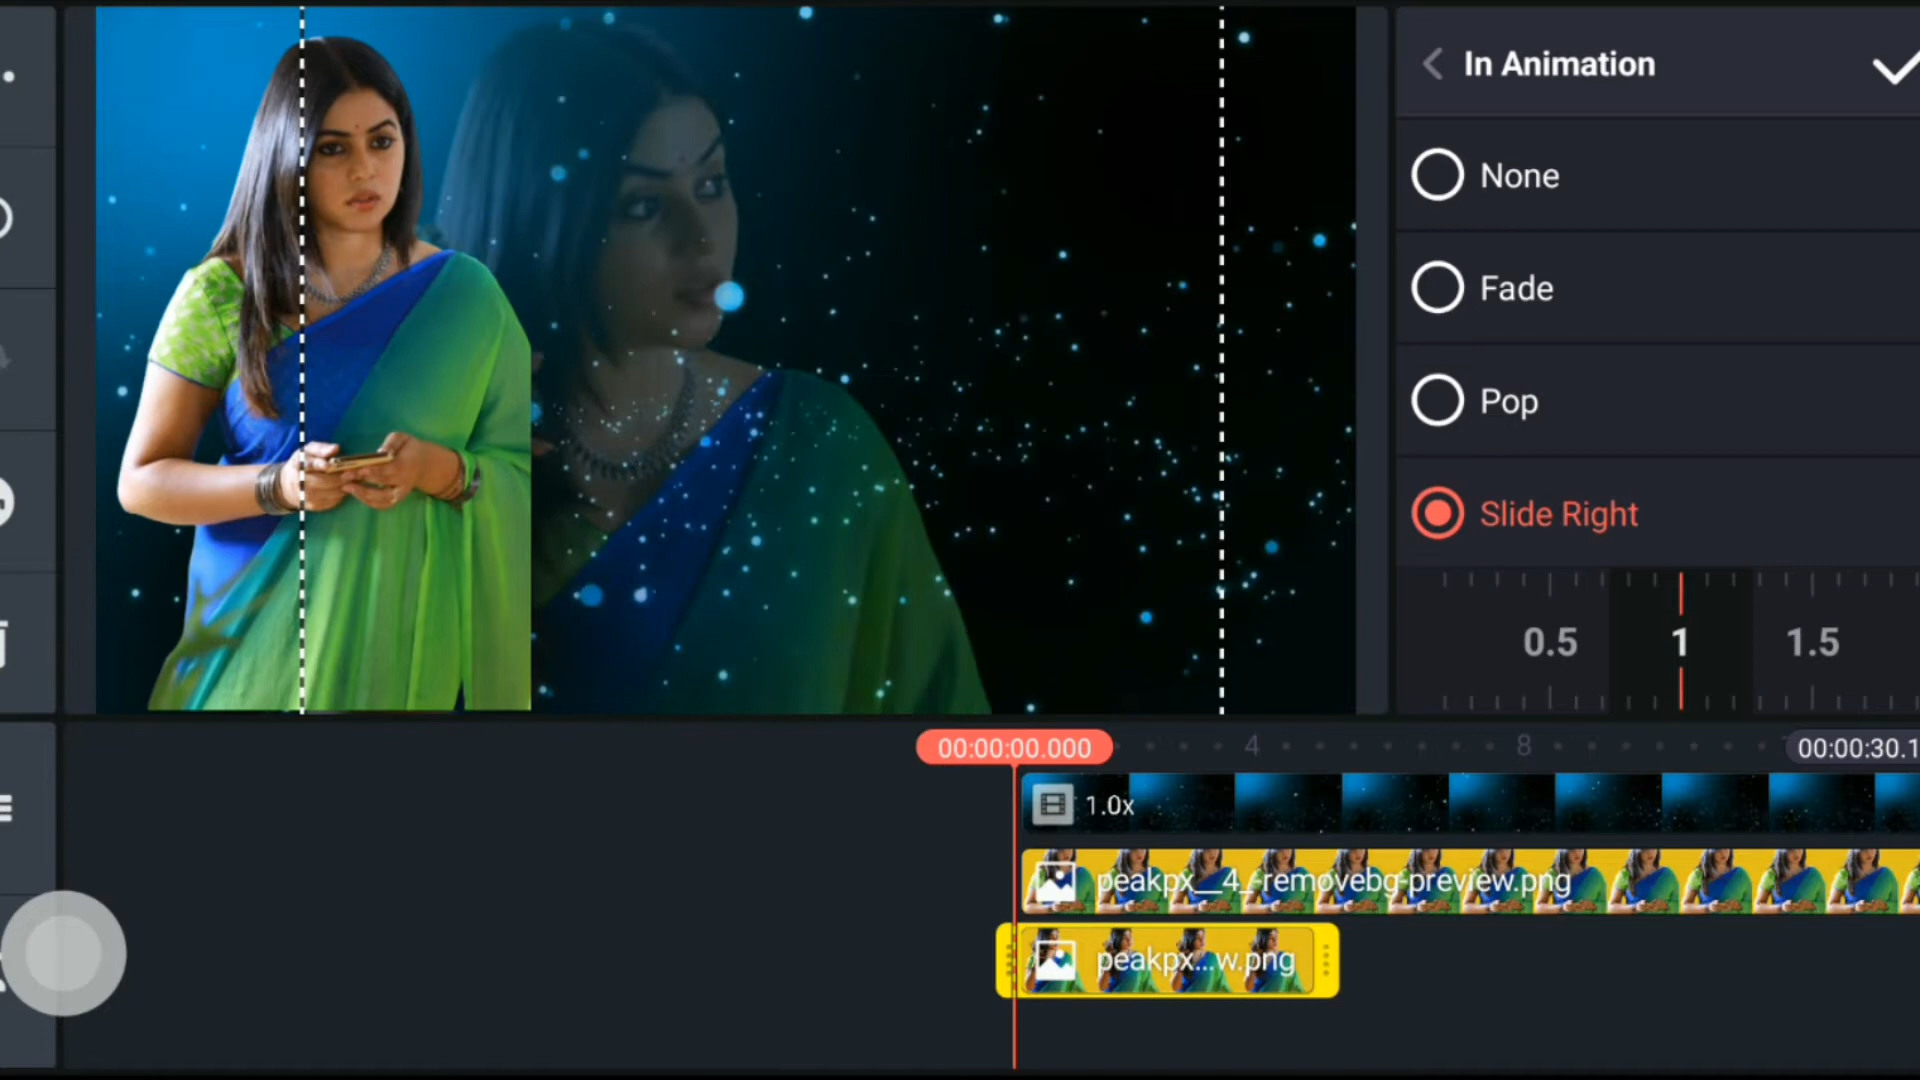 In Animation
None
Fade
Pop
Slide Right
0.5 1 1.5
00:00:00.000 4 8 00:00:30.1
1.0x
peakpx__4_-removebg-preview.png
peakpx...w.png